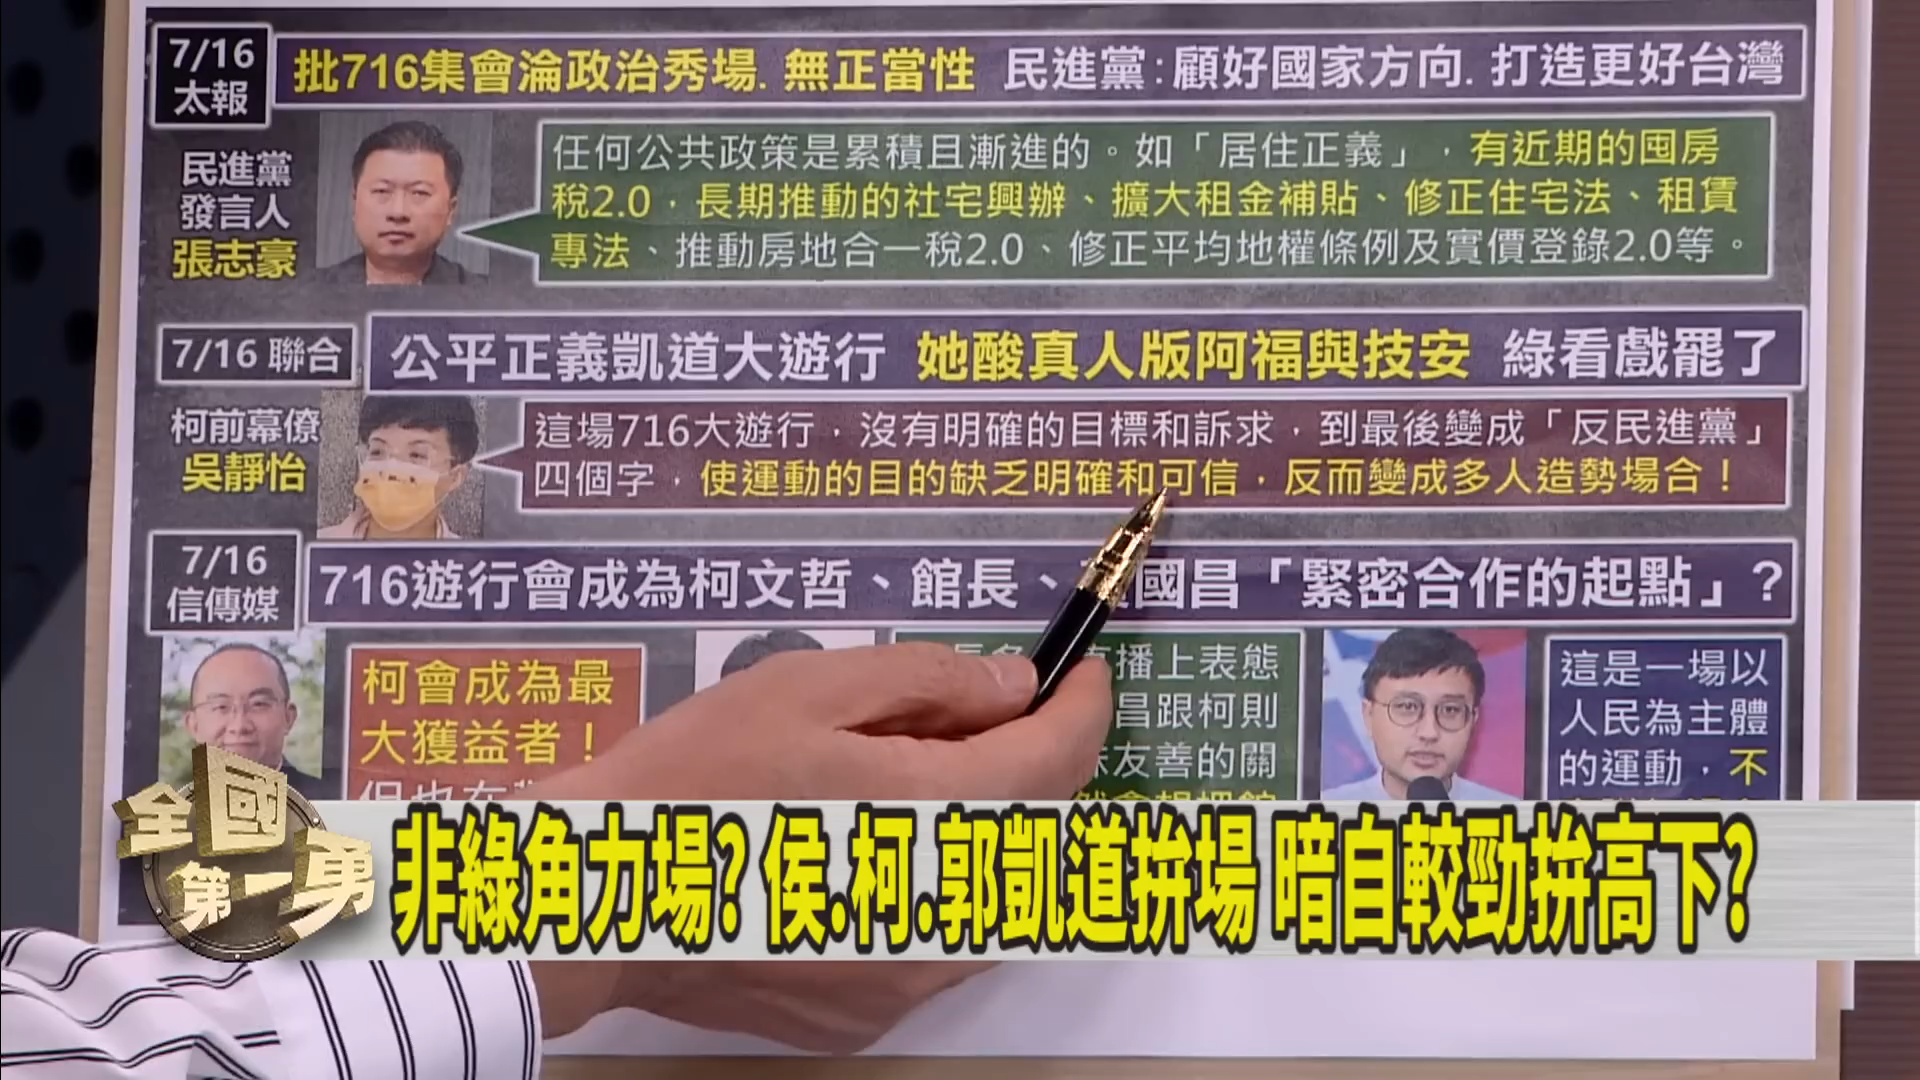 7/16
太報
批716集會淪政治秀場. 無正當性 民進黨:顧好國家方向. 打造更好台灣
民進黨
發言人
張志豪
任何公共政策是累積且漸進的。如「居住正義」，有近期的囤房
稅2.0，長期推動的社宅興辦、擴大租金補貼、修正住宅法、租賃
專法、推動房地合一稅2.0、修正平均地權條例及實價登錄2.0等。
7/16 聯合
公平正義凱道大遊行 她酸真人版阿福與技安 綠看戲罷了
柯前幕僚
吳靜怡
這場716大遊行，沒有明確的目標和訴求，到最後變成「反民進黨」
四個字，使運動的目的缺乏明確和可信，反而變成多人造勢場合！
7/16
信傳媒
716遊行會成為柯文哲、館長、國昌「緊密合作的起點」?
柯會成為最
大獲益者！
播上表態
昌跟柯則
友善的關
這是一場以
人民為主體
的運動，不
全國
第一勇
非綠角力場? 侯.柯.郭凱道拚場 暗自較勁拚高下?